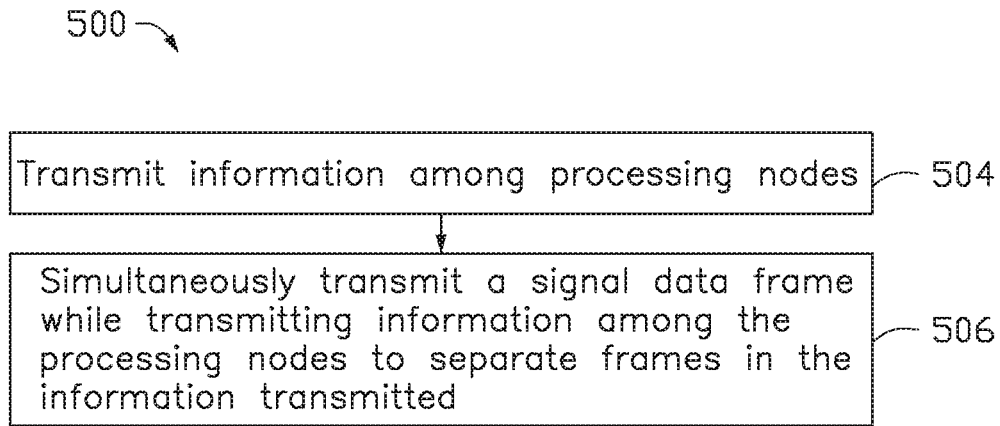 500
Transmit information among processing nodes
504
Simultaneously transmit a signal data frame
while transmitting information among the
processing nodes to separate frames in the
information transmitted
506